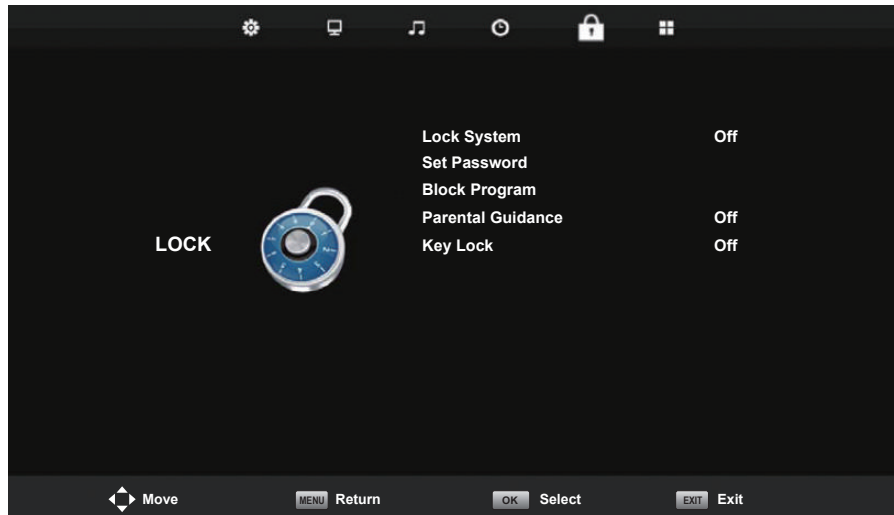 Lock System Off
Set Password
Block Program
Parental Guidance Off
LOCK
Key Lock Off
Move MENU Return OK Select EXIT Exit